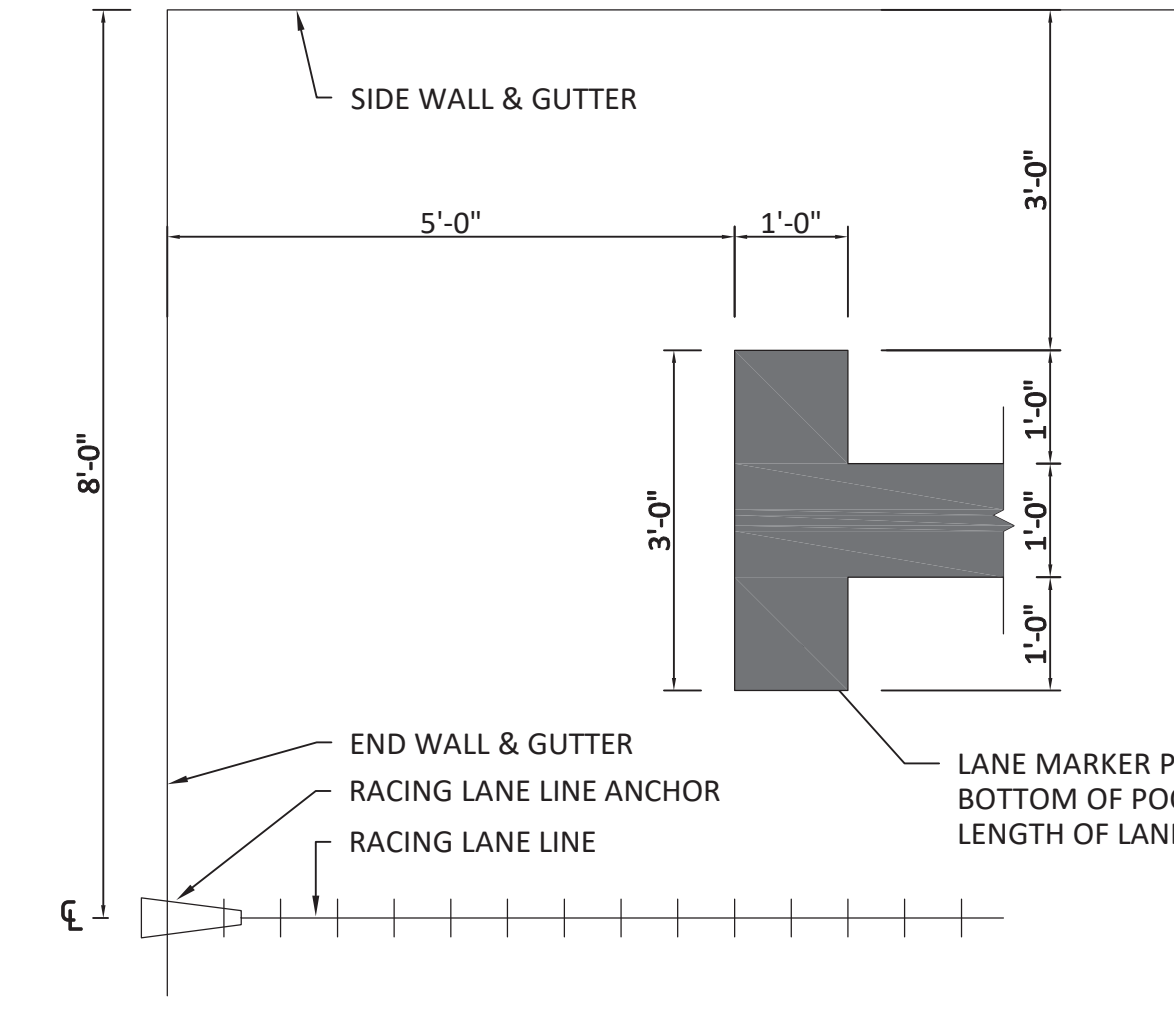 SIDE WALL & GUTTER
3'-0"
5'-0"
1'-0"
1'-0"
8'-0"
3'-0"
1'-0"
1'-0"
END WALL & GUTTER
LANE MARKER
RACING LANE LINE ANCHOR
BOTTOM OF
RACING LANE LINE
LENGTH OF
℄